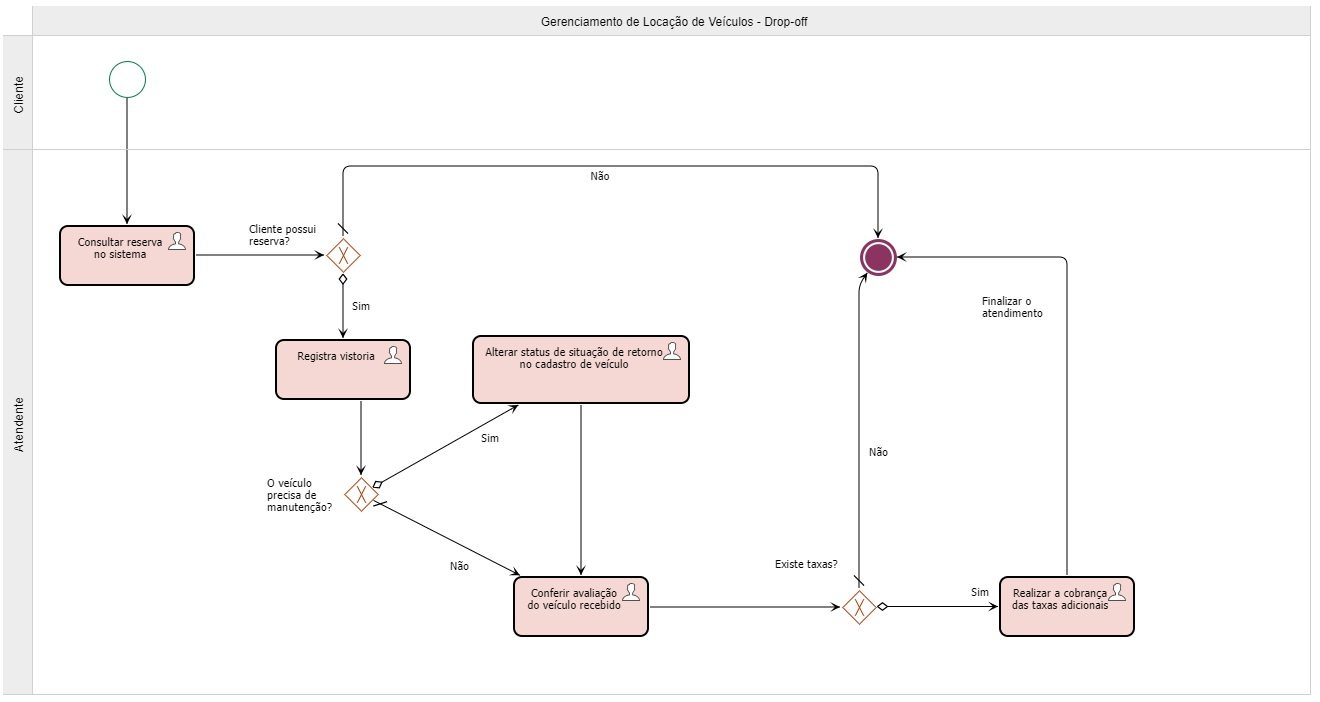 Gerenciamento de Locação de Veículos - Drop-off
Cliente
Atendente
Não
Consultar reserva
no sistema
Cliente possui
reserva?
X
Sim
Finalizar o
atendimento
Registra vistoria
Alterar status de situação de retorno
no cadastro de veículo
Sim
Não
O veículo
precisa de
manutenção?
X
Não
Existe taxas?
Conferir avaliação
do veículo recebido
X
Sim
Realizar a cobrança
das taxas adicionais